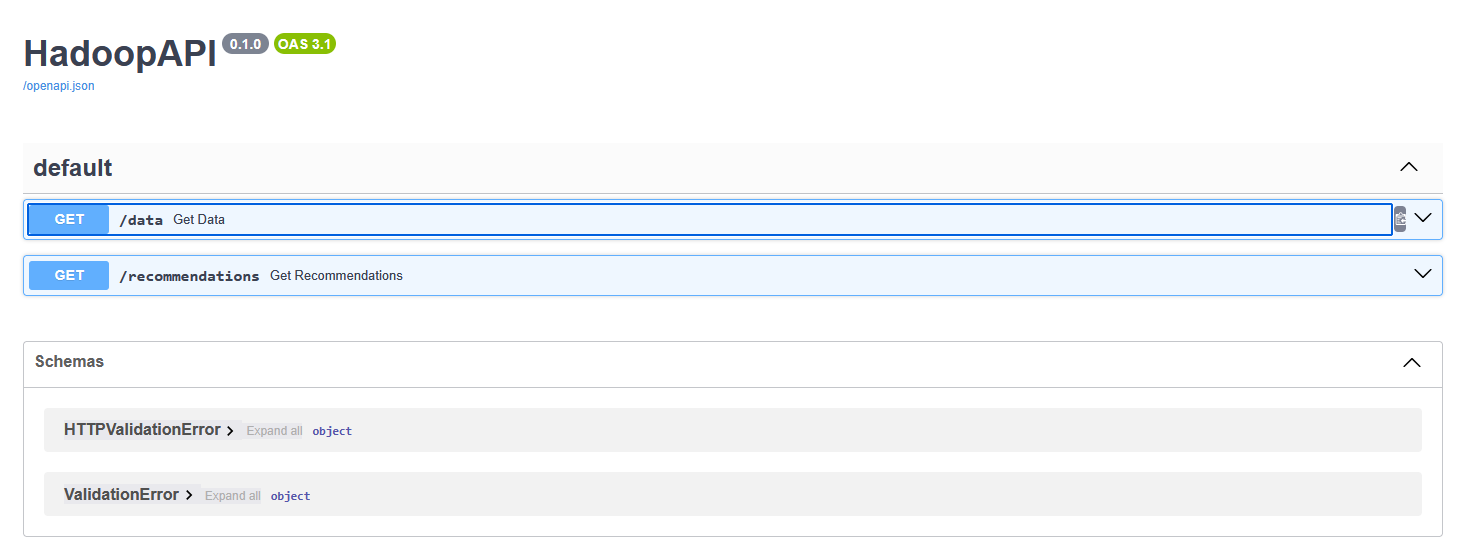 HadoopAPI 0.1.0 OAS 3.1
/openapi.json
default
GET /data Get Data
GET /recommendations Get Recommendations
Schemas
HTTPValidationError Expand all object
ValidationError Expand all object